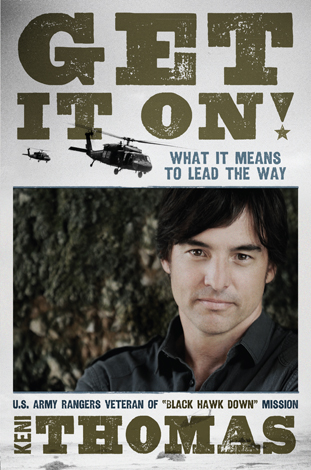 GET
IT ON!
WHAT IT MEANS
TO LEAD THE WAY
U.S. ARMY RANGERS VETERAN OF "BLACK HAWK DOWN" MISSION
KENI
THOMAS